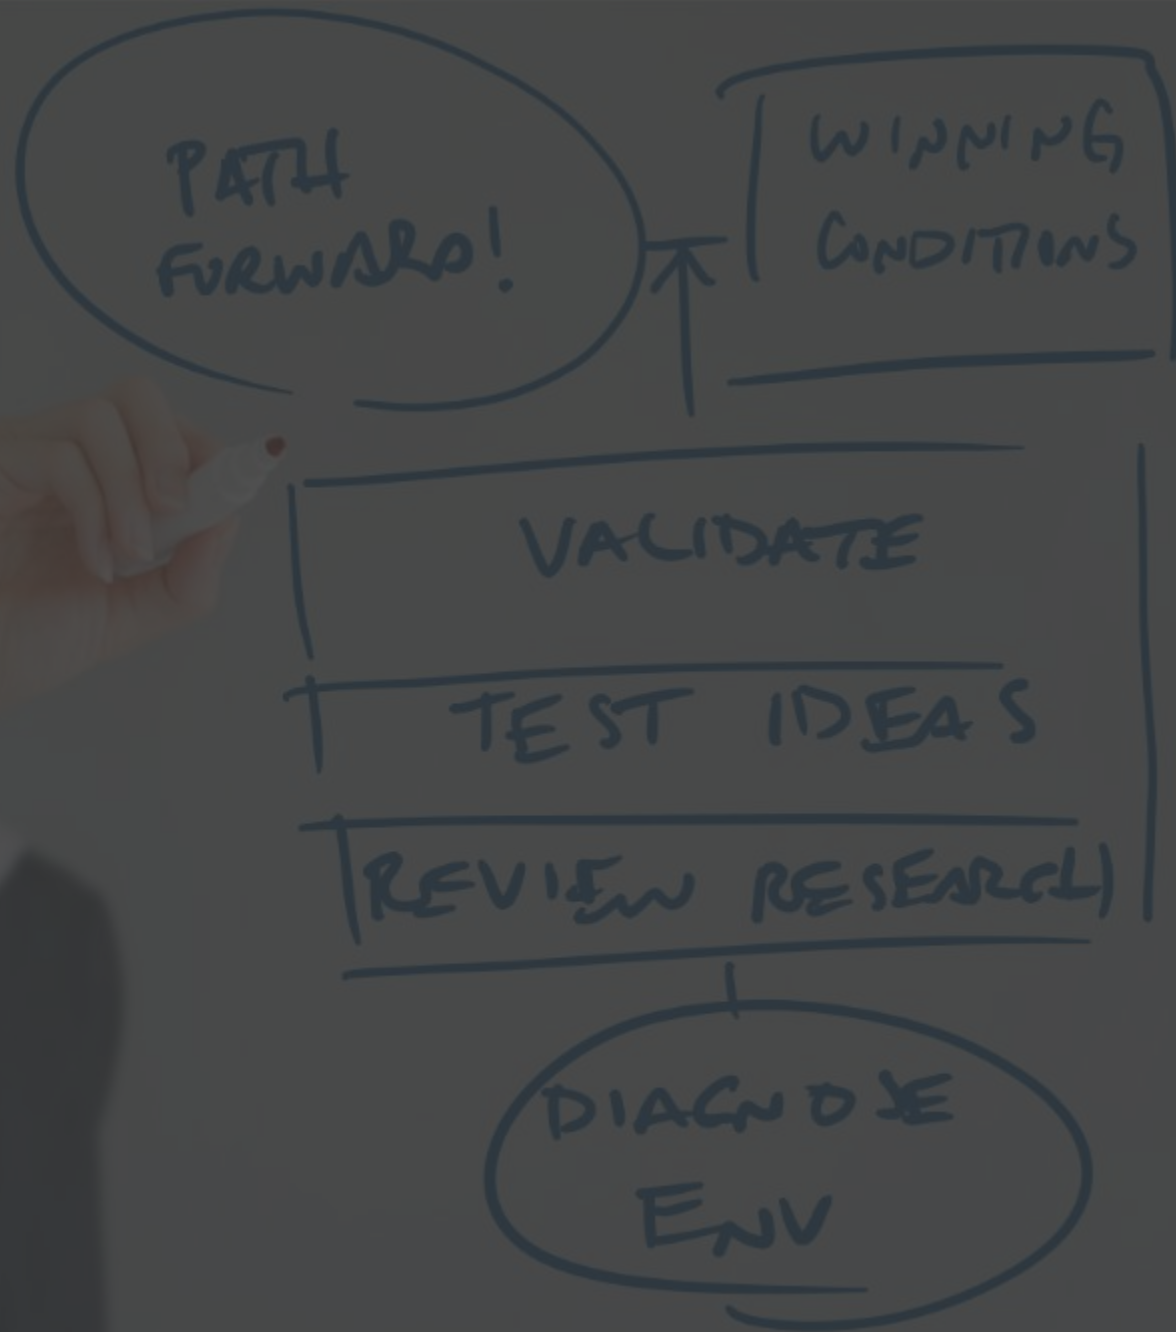 PATH
FORWARD!
WINNING
CONDITIONS
VALIDATE
TEST IDEAS
REVIEW RESEARCH
DIAGNOSE
ENV